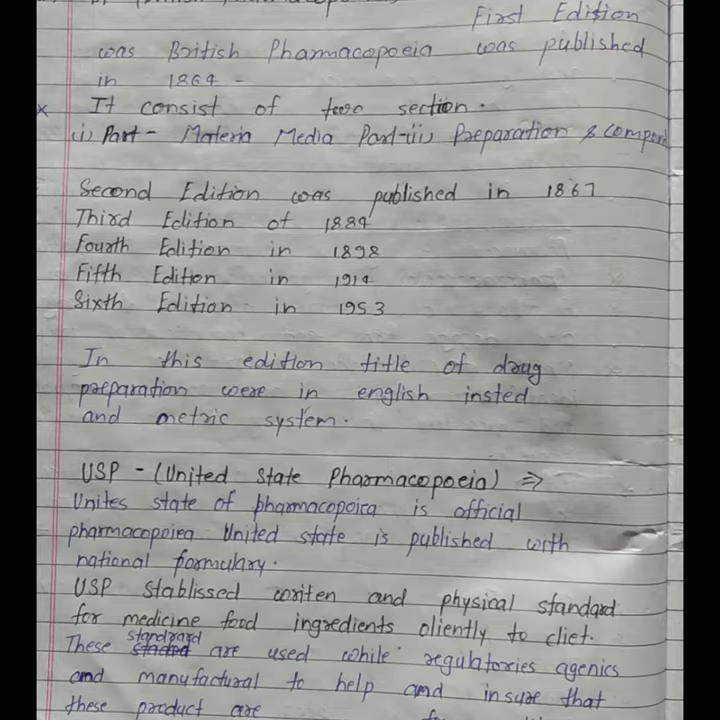 First Edition
was British Pharmacopoeia was published
in 1864 -
x It consist of two section.
(i) Part - Materia Media Part-(ii) Preparation & compon
Second Edition was published in 1867
Third Edition of 1884
Fourth Edition in 1898
Fifth Edition in 1914
Sixth Edition in 1953
In this edition title of drug
preparation were in english insted
and metric system.
USP - (United State Pharmacopoeia) ⇒
Unites state of pharmacopoiea is official
pharmacopoiea United state is published with
national formulary.
USP stablissed writen and physical standard
for medicine food ingredients oliently to cliet.
These standrard are used while regulatories agenics
and manufactural to help and insure that
these product are